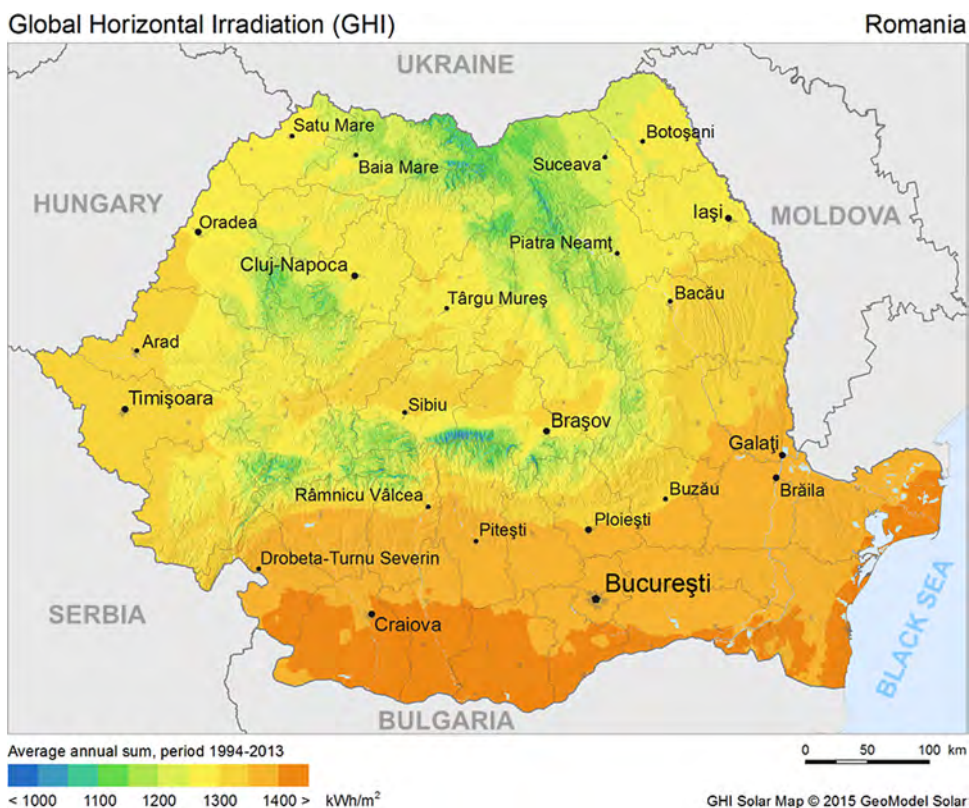 Global Horizontal Irradiation (GHI) Romania
UKRAINE
Satu Mare
Botoşani
Baia Mare
Suceava
HUNGARY
Iaşi
MOLDOVA
Oradea
Piatra Neamţ
Cluj-Napoca
Târgu Mureş
Bacău
Arad
Timişoara
Sibiu
Braşov
Galaţi
Râmnicu Vâlcea
Buzău
Brăila
Piteşti
Ploieşti
Drobeta-Turnu Severin
Bucureşti
SERBIA
Craiova
BLACK SEA
BULGARIA
Average annual sum, period 1994-2013
0 50 100 km
< 1000 1100 1200 1300 1400 > kWh/m²
GHI Solar Map © 2015 GeoModel Solar